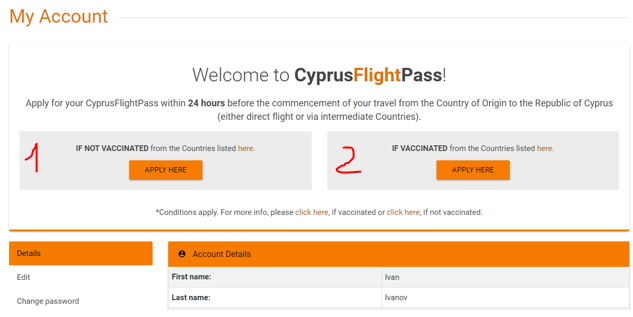 My Account
Welcome to CyprusFlightPass!
Apply for your CyprusFlightPass within 24 hours before the commencement of your travel from the Country of Origin to the Republic of Cyprus
(either direct flight or via intermediate Countries).
1
IF NOT VACCINATED from the Countries listed here.
APPLY HERE
2
IF VACCINATED from the Countries listed here.
APPLY HERE
*Conditions apply. For more info, please click here, if vaccinated or click here, if not vaccinated.
Details
Edit
Change password
Account Details
First name: Ivan
Last name: Ivanov